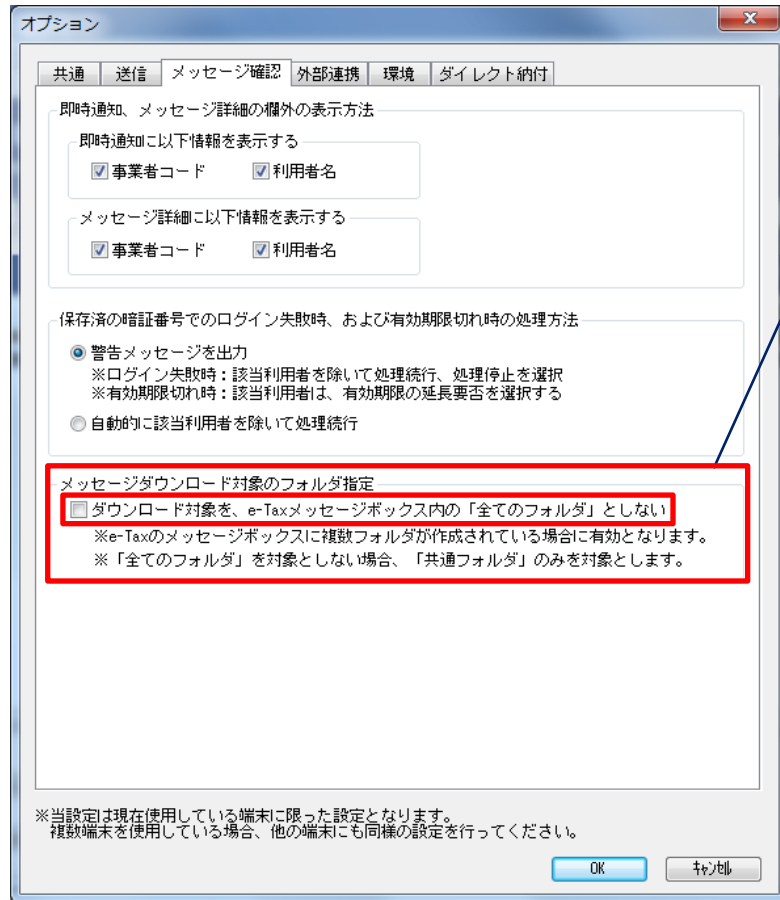 オプション
共通 送信 メッセージ確認 外部連携 環境 ダイレクト納付
即時通知、メッセージ詳細の欄外の表示方法
即時通知に以下情報を表示する
事業者コード 利用者名
メッセージ詳細に以下情報を表示する
事業者コード 利用者名
保存済の暗証番号でのログイン失敗時、および有効期限切れ時の処理方法
警告メッセージを出力
※ログイン失敗時：該当利用者を除いて処理続行、処理停止を選択
※有効期限切れ時：該当利用者は、有効期限の延長要否を選択する
自動的に該当利用者を除いて処理続行
メッセージダウンロード対象のフォルダ指定
ダウンロード対象を、e-Taxメッセージボックス内の「全てのフォルダ」としない
※e-Taxのメッセージボックスに複数フォルダが作成されている場合に有効となります。
※「全てのフォルダ」を対象としない場合、「共通フォルダ」のみを対象とします。
※当設定は現在使用している端末に限った設定となります。
複数端末を使用している場合、他の端末にも同様の設定を行ってください。
OK ｷｬﾝｾﾙ